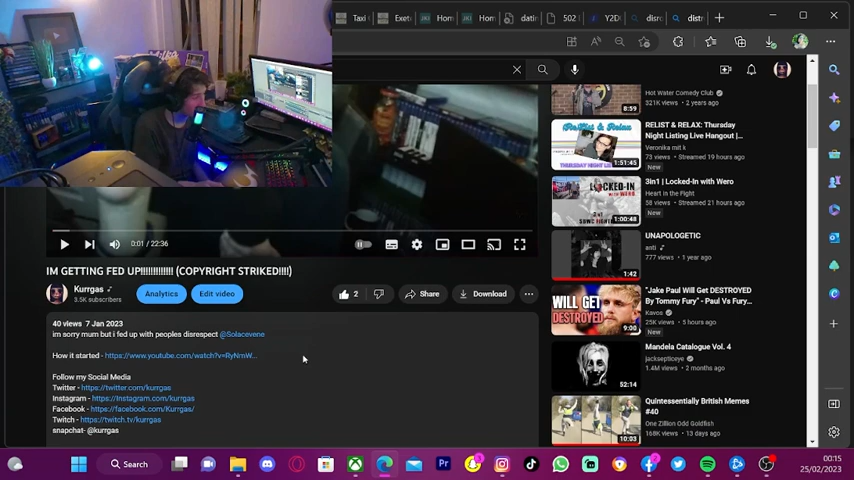 Taxi
Exet
Hom
Hom
datin
502
Y2D
disro
distr
Hot Water Comedy Club
321K views • 2 years ago
8:59
RELIST & RELAX: Thursday
Night Listing Live Hangout |...
Veronika mit k
73 views • Streamed 19 hours ago
New
1:51:45
3in1 | Locked-In with Wero
Heart in the Fight
58 views • Streamed 21 hours ago
New
1:00:48
UNAPOLOGETIC
anti
777 views • 1 year ago
1:42
0:01 / 22:36
IM GETTING FED UP!!!!!!!!!!!!! (COPYRIGHT STRIKED!!!!)
Kurrgas
3.5K subscribers
Analytics
Edit video
2
Share
Download
40 views 7 Jan 2023
im sorry mum but i fed up with peoples disrespect @Solacevene
How it started - https://www.youtube.com/watch?v=RyNmW...
Follow my Social Media
Twitter - https://twitter.com/kurrgas
Instagram - https://instagram.com/kurrgas
Facebook - https://facebook.com/Kurrgas/
Twitch - https://twitch.tv/kurrgas
snapchat- @kurrgas
WILL GET
DESTROYED
9:00
"Jake Paul Will Get DESTROYED
By Tommy Fury" - Paul Vs Fury...
Kavos
25K views • 5 hours ago
New
Mandela Catalogue Vol. 4
jacksepticeye
1.4M views • 2 months ago
52:14
Quintessentially British Memes
#40
One Zillion Odd Goldfish
168K views • 13 days ago
10:03
Search
00:15
25/02/2023